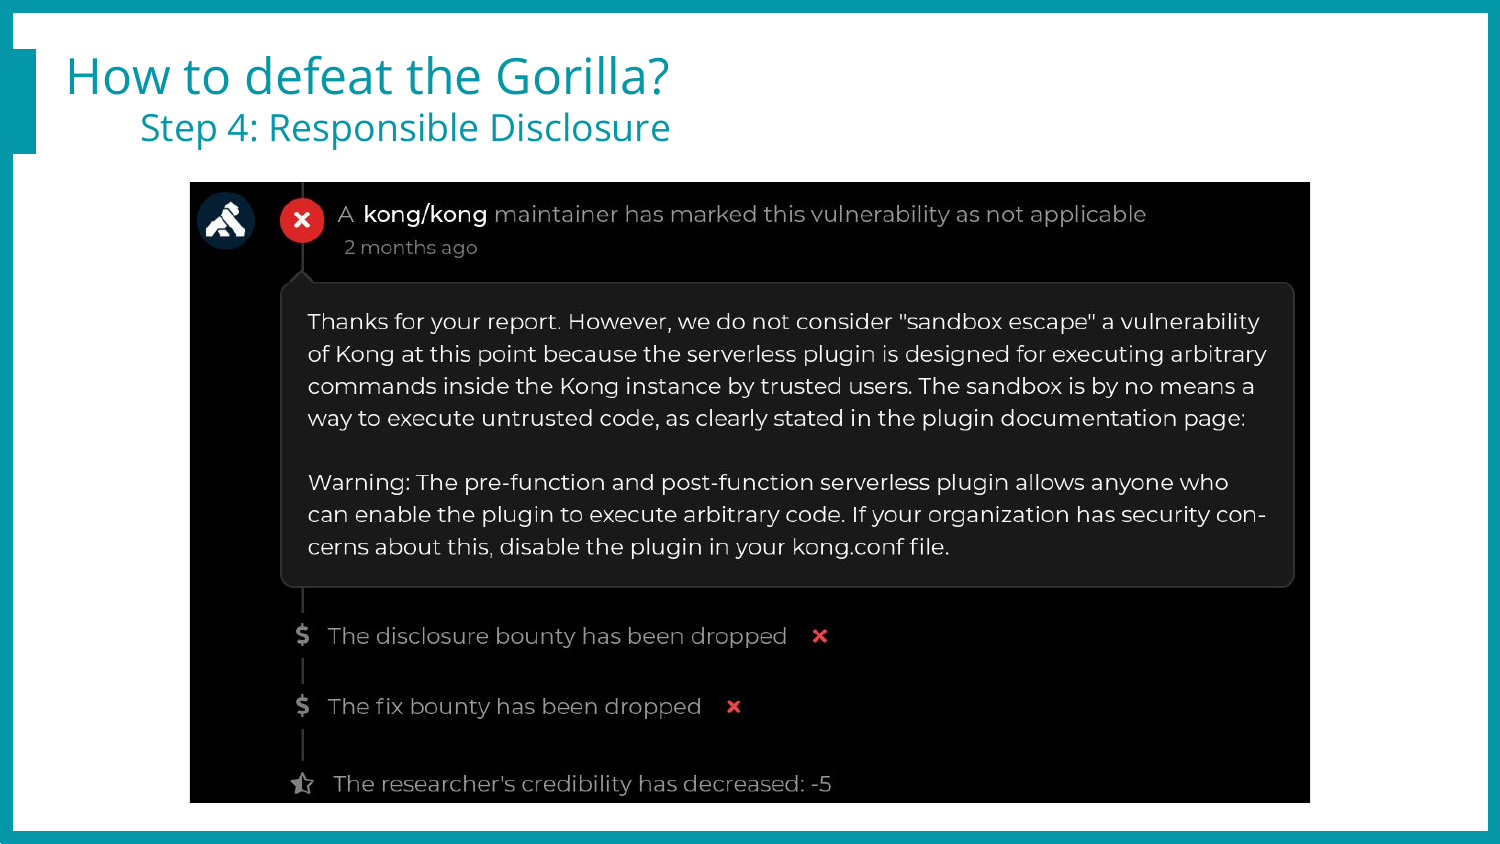 How to defeat the Gorilla?
Step 4: Responsible Disclosure
A kong/kong maintainer has marked this vulnerability as not applicable
2 months ago
Thanks for your report. However, we do not consider "sandbox escape" a vulnerability
of Kong at this point because the serverless plugin is designed for executing arbitrary
commands inside the Kong instance by trusted users. The sandbox is by no means a
way to execute untrusted code, as clearly stated in the plugin documentation page:
Warning: The pre-function and post-function serverless plugin allows anyone who
can enable the plugin to execute arbitrary code. If your organization has security con-
cerns about this, disable the plugin in your kong.conf file.
$ The disclosure bounty has been dropped
$ The fix bounty has been dropped
The researcher's credibility has decreased: -5